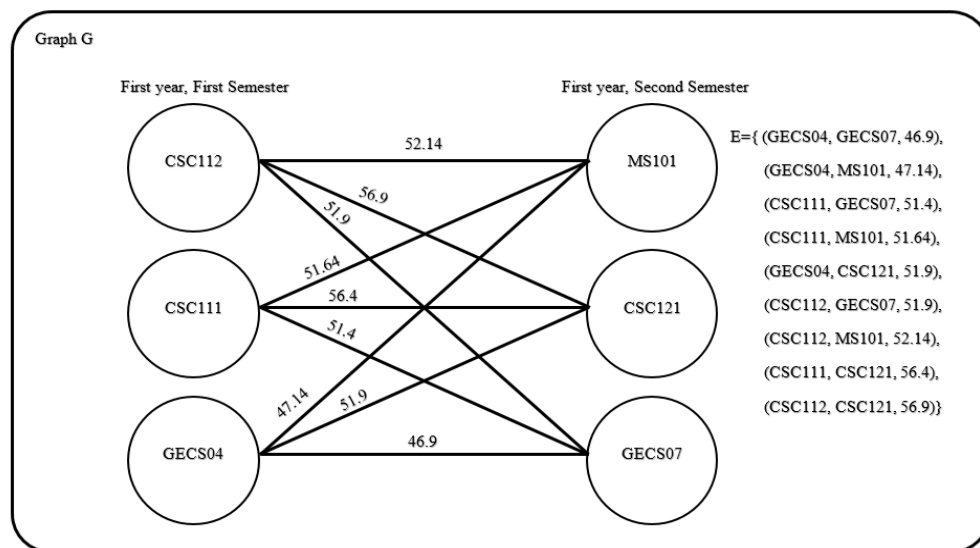 Graph G
First year, First Semester
First year, Second Semester
CSC112
52.14
MS101
E={ (GECS04, GECS07, 46.9),
(GECS04, MS101, 47.14),
56.9
51.9
(CSC111, GECS07, 51.4),
(CSC111, MS101, 51.64),
51.64
(GECS04, CSC121, 51.9),
CSC111
56.4
CSC121
(CSC112, GECS07, 51.9),
51.4
(CSC112, MS101, 52.14),
(CSC111, CSC121, 56.4),
47.14
51.9
(CSC112, CSC121, 56.9)}
GECS04
46.9
GECS07